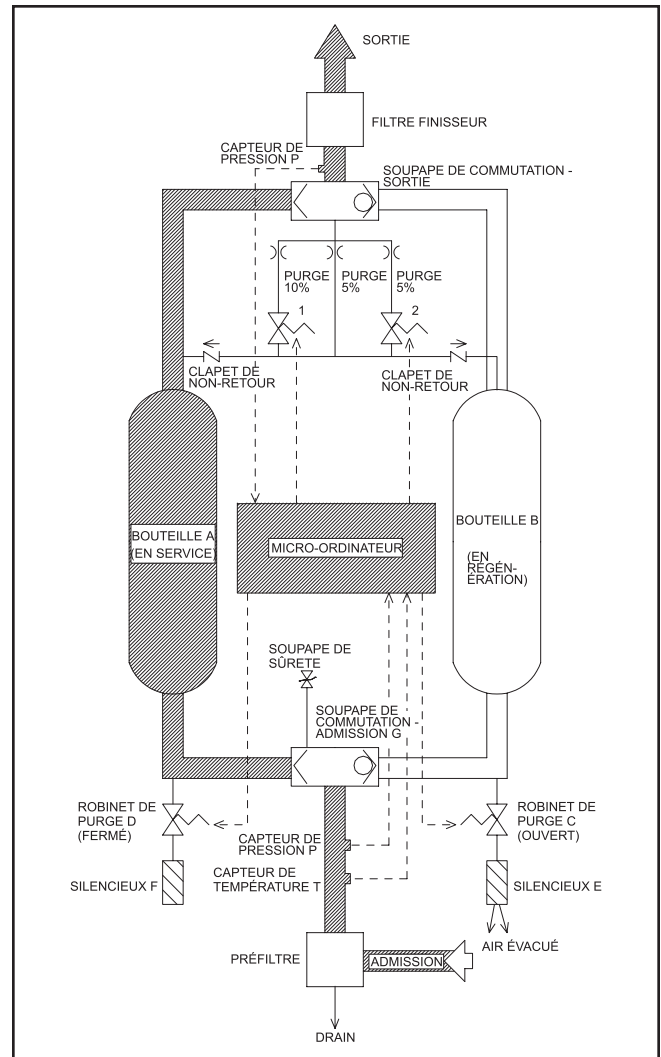 SORTIE
FILTRE FINISSEUR
CAPTEUR DE
PRESSION P
SOUPAPE DE COMMUTATION -
SORTIE
PURGE
10%
PURGE
5%
PURGE
5%
1
2
CLAPET DE
NON-RETOUR
CLAPET DE
NON-RETOUR
BOUTEILLE A
(EN SERVICE)
MICRO-ORDINATEUR
BOUTEILLE B
(EN
RÉGÉN-
ÉRATION)
SOUPAPE DE
SÛRETE
SOUPAPE DE
COMMUTATION -
ADMISSION G
ROBINET DE
PURGE D
(FERMÉ)
ROBINET DE
PURGE C
(OUVERT)
CAPTEUR DE
PRESSION P
CAPTEUR DE
TEMPÉRATURE T
SILENCIEUX F
SILENCIEUX E
AIR ÉVACUÉ
PRÉFILTRE
ADMISSION
DRAIN